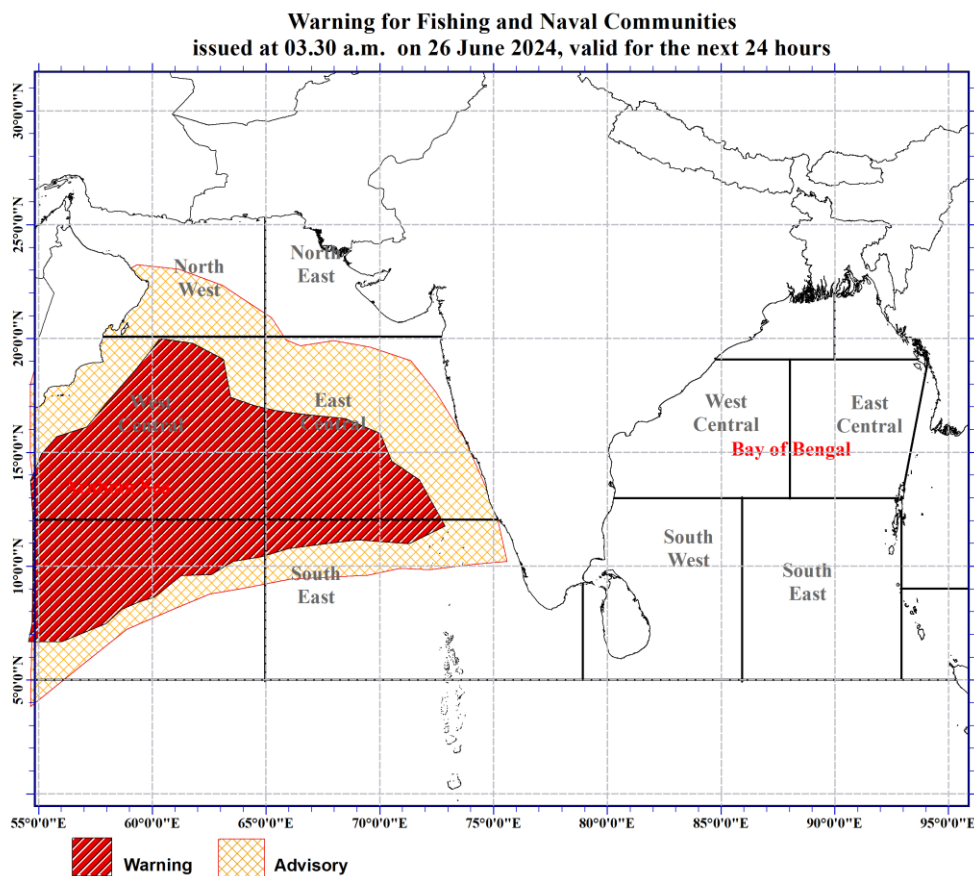 Warning for Fishing and Naval Communities
issued at 03.30 a.m. on 26 June 2024, valid for the next 24 hours
30°0'0"N
25°0'0"N
20°0'0"N
15°0'0"N
10°0'0"N
5°0'0"N
North
West
North
East
West
Central
East
Central
South
East
West
Central
East
Central
Bay of Bengal
South
West
South
East
55°0'0"E
60°0'0"E
65°0'0"E
70°0'0"E
75°0'0"E
80°0'0"E
85°0'0"E
90°0'0"E
95°0'0"E
Warning
Advisory